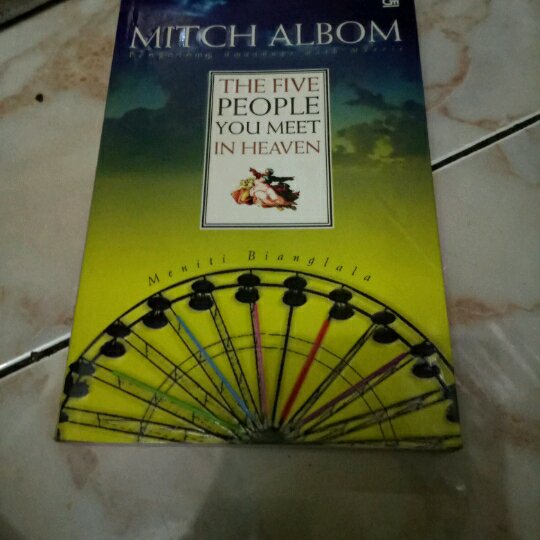 MITCH ALBOM
THE FIVE
PEOPLE
YOU MEET
IN HEAVEN
Meniti Bianglala